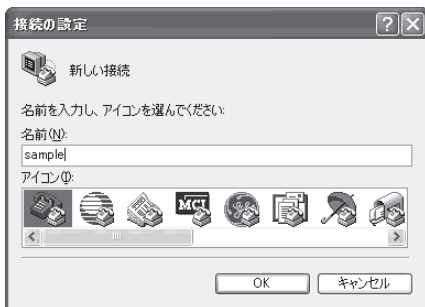 接続の設定
新しい接続
名前を入力し、アイコンを選んでください:
名前(N):
sample
アイコン(I):
MCI
OK
キャンセル